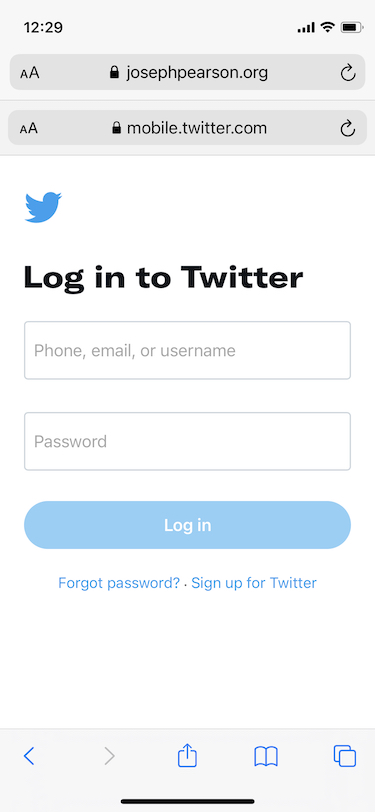 12:29
AA josephpearson.org
AA mobile.twitter.com
Log in to Twitter
Phone, email, or username
Password
Log in
Forgot password? · Sign up for Twitter